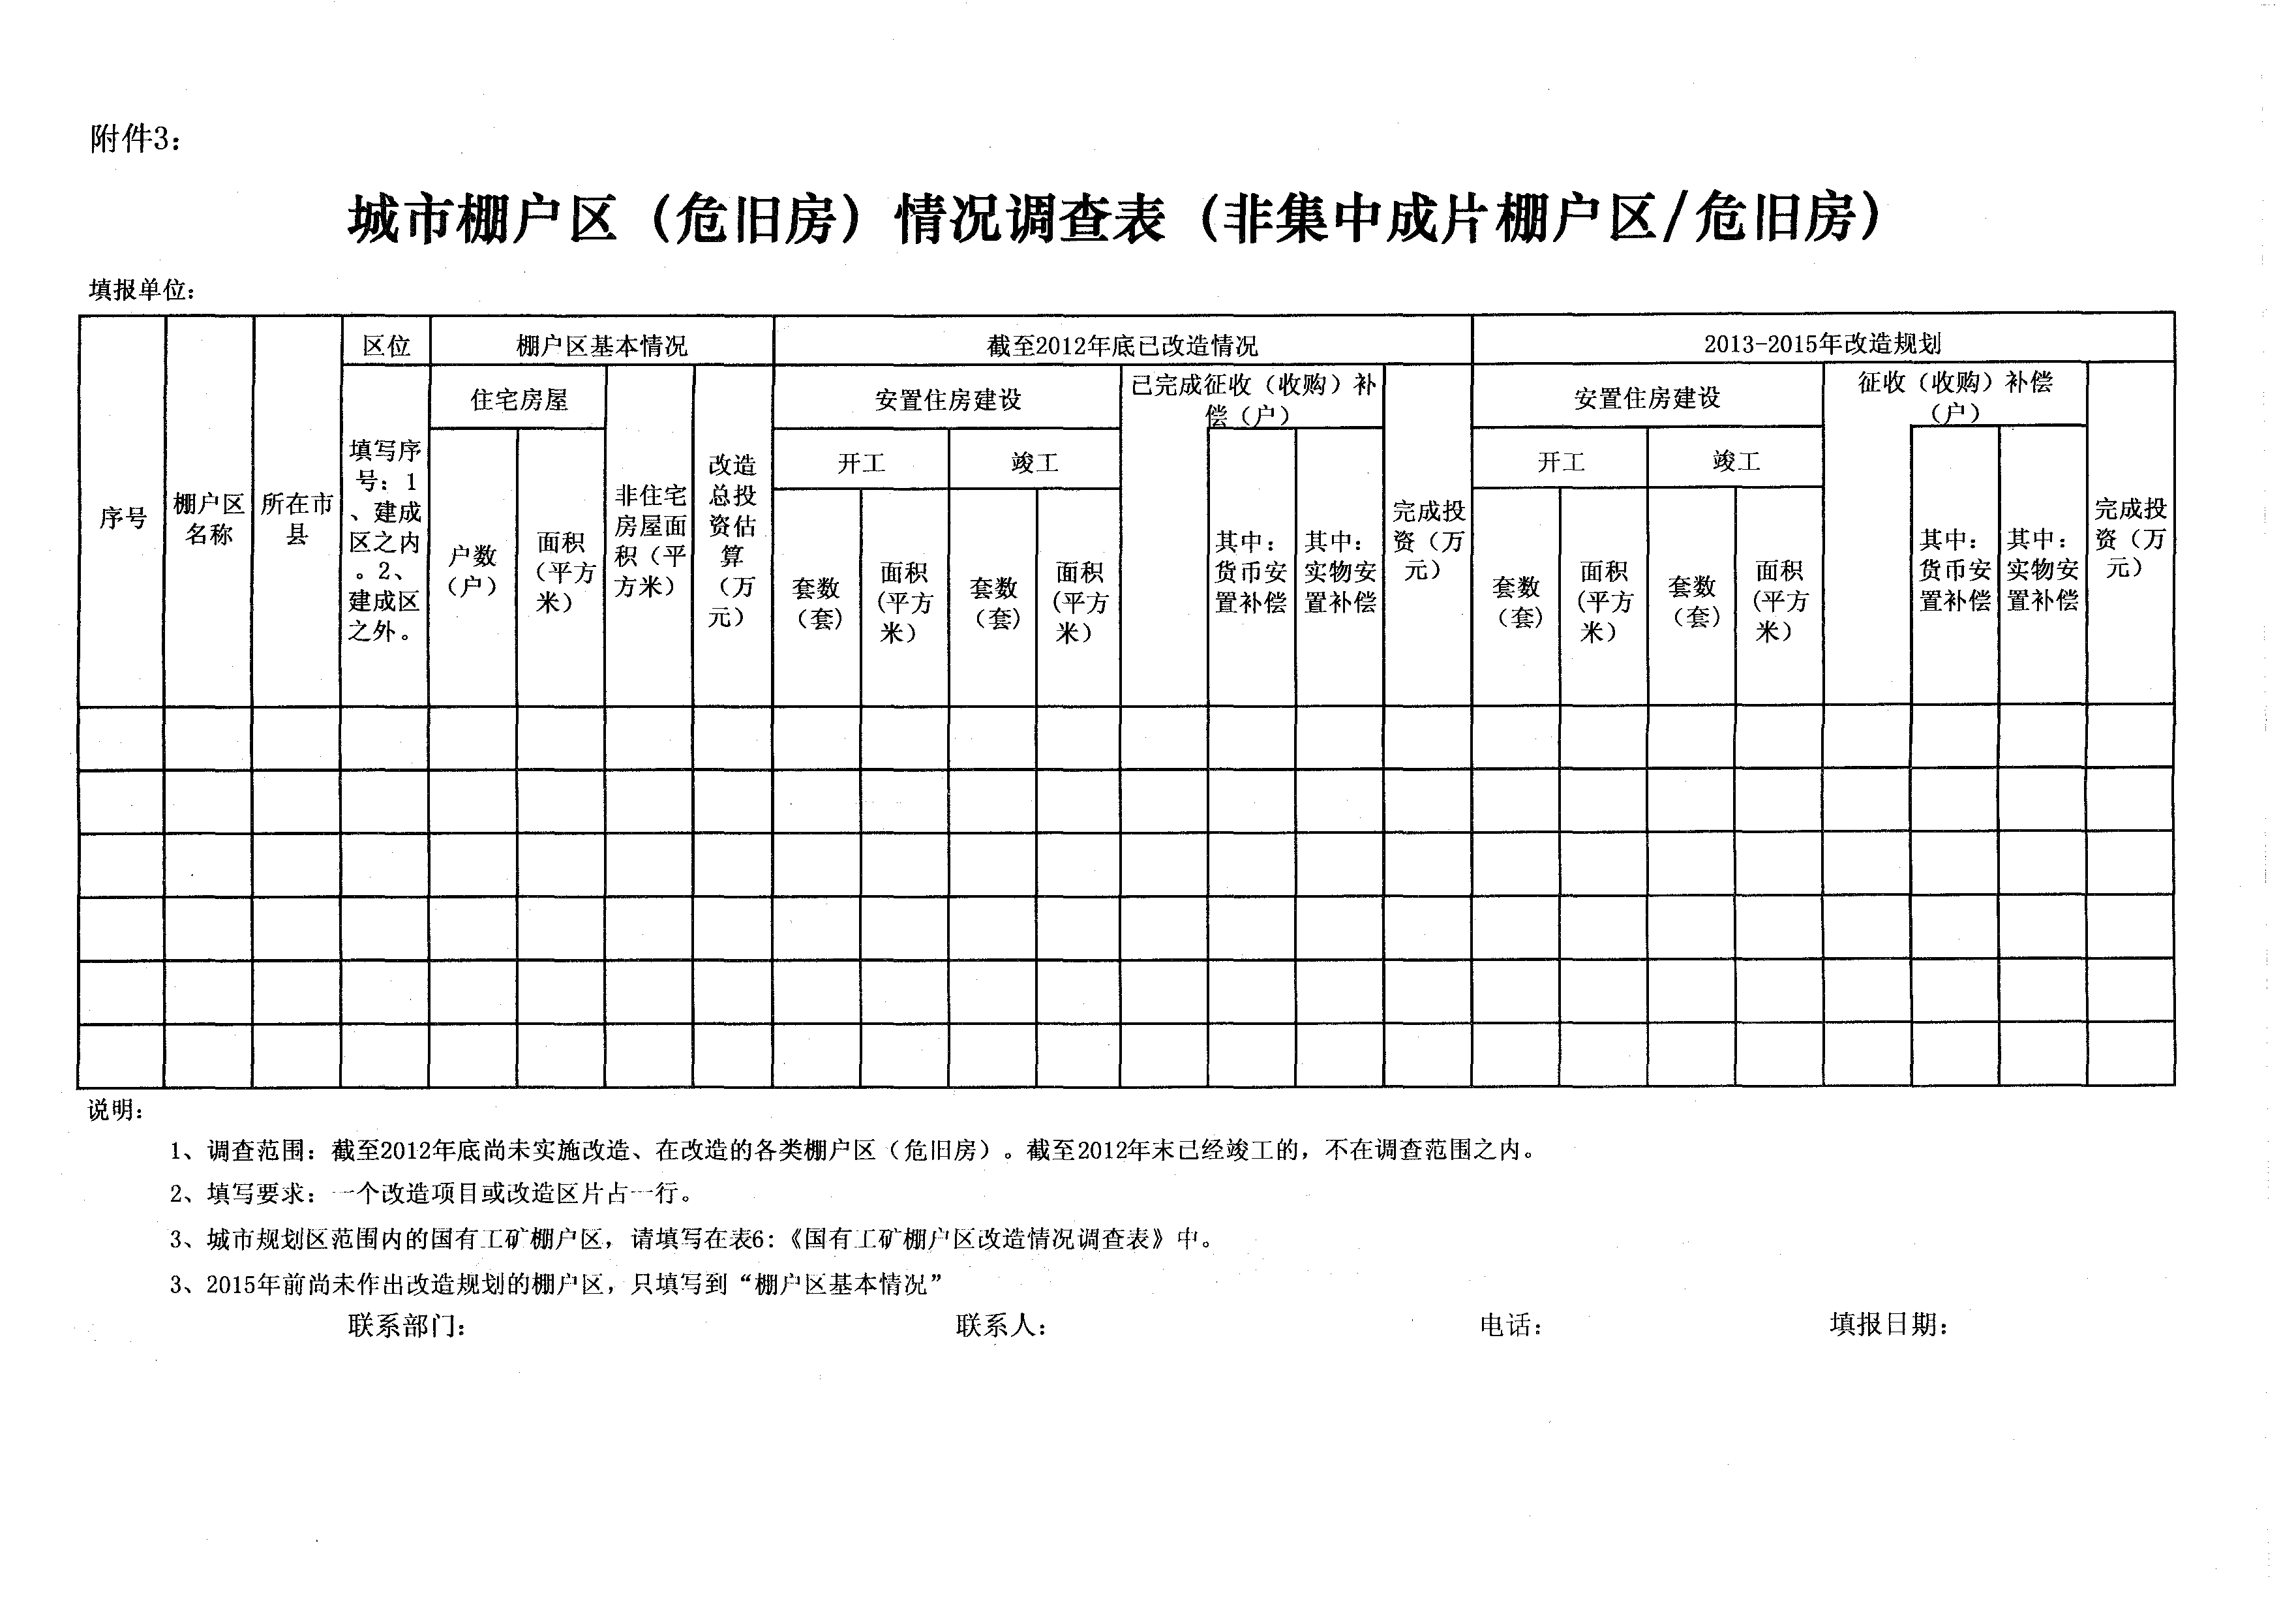 附件3：
城市棚户区（危旧房）情况调查表（非集中成片棚户区/危旧房）
填报单位：
区位
棚户区基本情况
截至2012年底已改造情况
2013-2015年改造规划
序号
棚户区
名称
所在市
县
填写序
号：1
、建成
区之内
。2、
建成区
之外。
住宅房屋
户数
（户）
面积
（平方
米）
非住宅
房屋面
积（平
方米）
改造
总投
资估
算
（万
元）
安置住房建设
开工
套数
（套）
面积
（平方
米）
竣工
套数
（套）
面积
（平方
米）
已完成征收（收购）补
偿（户）
其中：
货币安
置补偿
其中：
实物安
置补偿
完成投
资（万
元）
安置住房建设
开工
套数
（套）
面积
（平方
米）
竣工
套数
（套）
面积
（平方
米）
征收（收购）补偿
（户）
其中：
货币安
置补偿
其中：
实物安
置补偿
完成投
资（万
元）
说明：
1、调查范围：截至2012年底尚未实施改造、在改造的各类棚户区（危旧房）。截至2012年末已经竣工的，不在调查范围之内。
2、填写要求：一个改造项目或改造区片占一行。
3、城市规划区范围内的国有工矿棚户区，请填写在表6：《国有工矿棚户区改造情况调查表》中。
3、2015年前尚未作出改造规划的棚户区，只填写到“棚户区基本情况”
联系部门： 联系人： 电话： 填报日期：